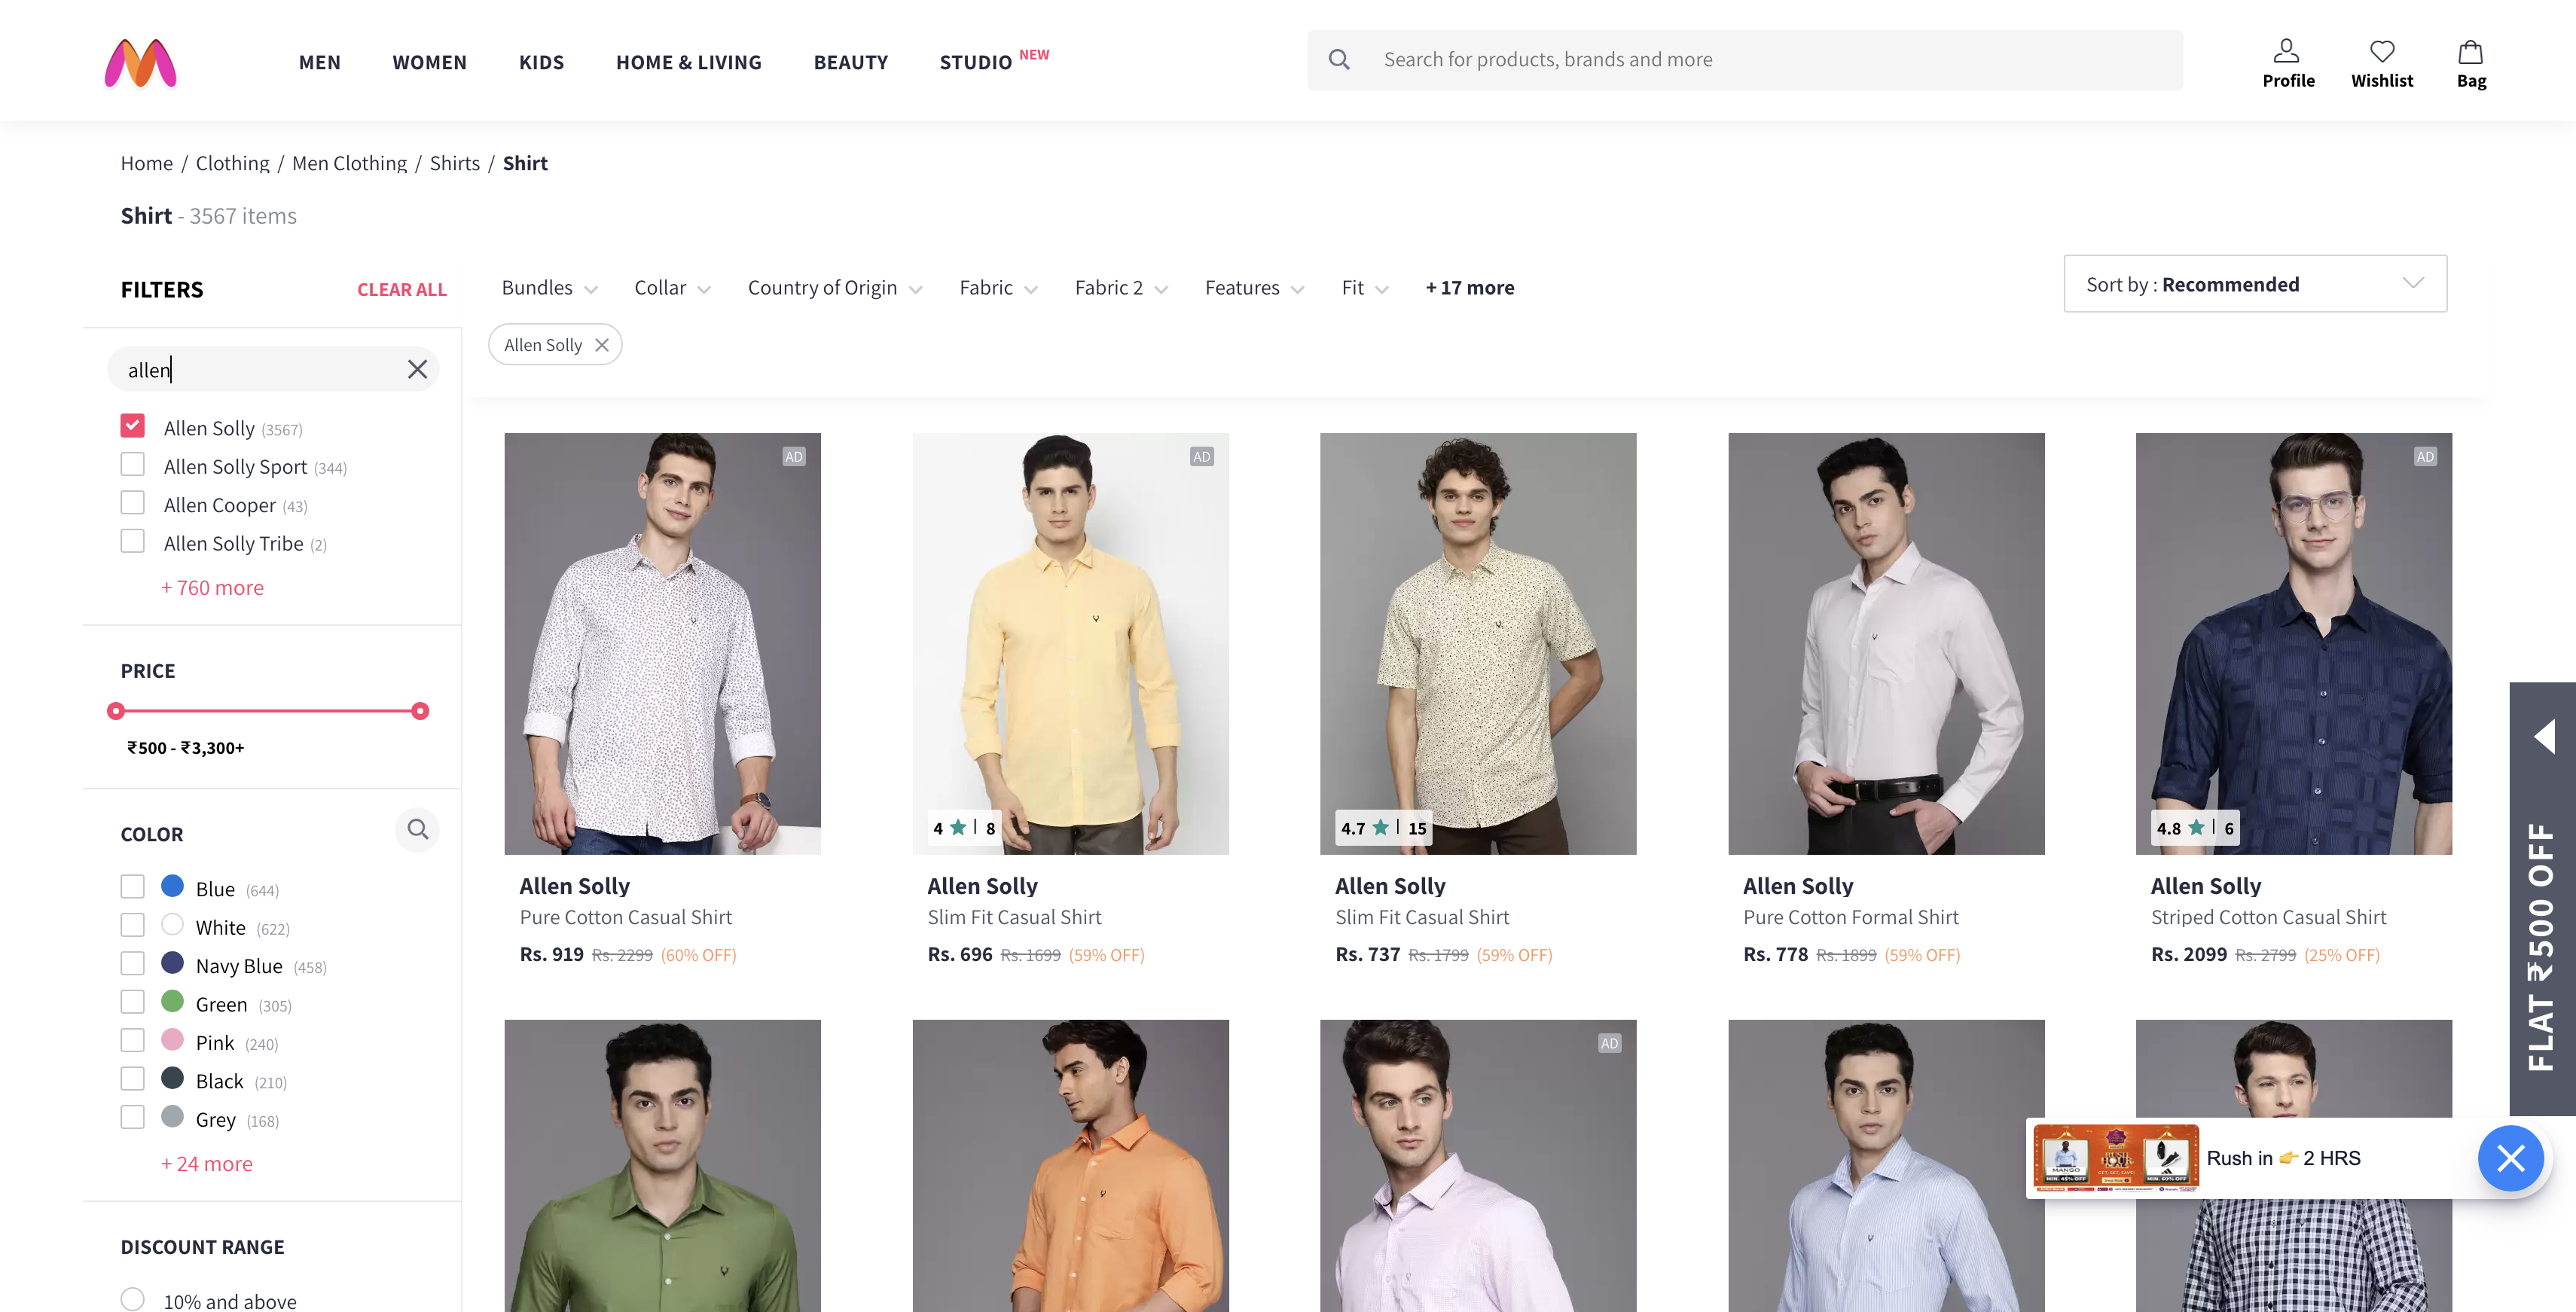 MEN WOMEN KIDS HOME & LIVING BEAUTY STUDIO NEW
Search for products, brands and more
Profile Wishlist Bag
Home / Clothing / Men Clothing / Shirts / Shirt
Shirt - 3567 items
FILTERS CLEAR ALL
Bundles Collar Country of Origin Fabric Fabric 2 Features Fit + 17 more
Sort by : Recommended
Allen Solly
allen
Allen Solly (3567)
Allen Solly Sport (344)
Allen Cooper (43)
Allen Solly Tribe (2)
+ 760 more
PRICE
₹500 - ₹3,300+
COLOR
Blue (644)
White (622)
Navy Blue (458)
Green (305)
Pink (240)
Black (210)
Grey (168)
+ 24 more
DISCOUNT RANGE
10% and above
AD
Allen Solly
Pure Cotton Casual Shirt
Rs. 919 Rs. 2299 (60% OFF)
AD
4 | 8
Allen Solly
Slim Fit Casual Shirt
Rs. 696 Rs. 1699 (59% OFF)
4.7 | 15
Allen Solly
Slim Fit Casual Shirt
Rs. 737 Rs. 1799 (59% OFF)
Allen Solly
Pure Cotton Formal Shirt
Rs. 778 Rs. 1899 (59% OFF)
AD
4.8 | 6
Allen Solly
Striped Cotton Casual Shirt
Rs. 2099 Rs. 2799 (25% OFF)
AD
FLAT ₹500 OFF
MANGO
MIN. 45% OFF
MIN. 60% OFF
Rush in 👉 2 HRS